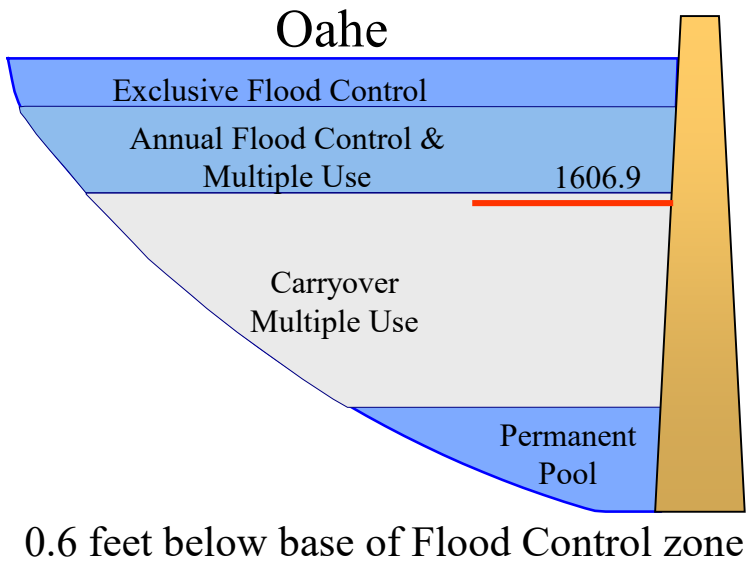 Oahe
Exclusive Flood Control
Annual Flood Control &
Multiple Use
1606.9
Carryover
Multiple Use
Permanent
Pool
0.6 feet below base of Flood Control zone